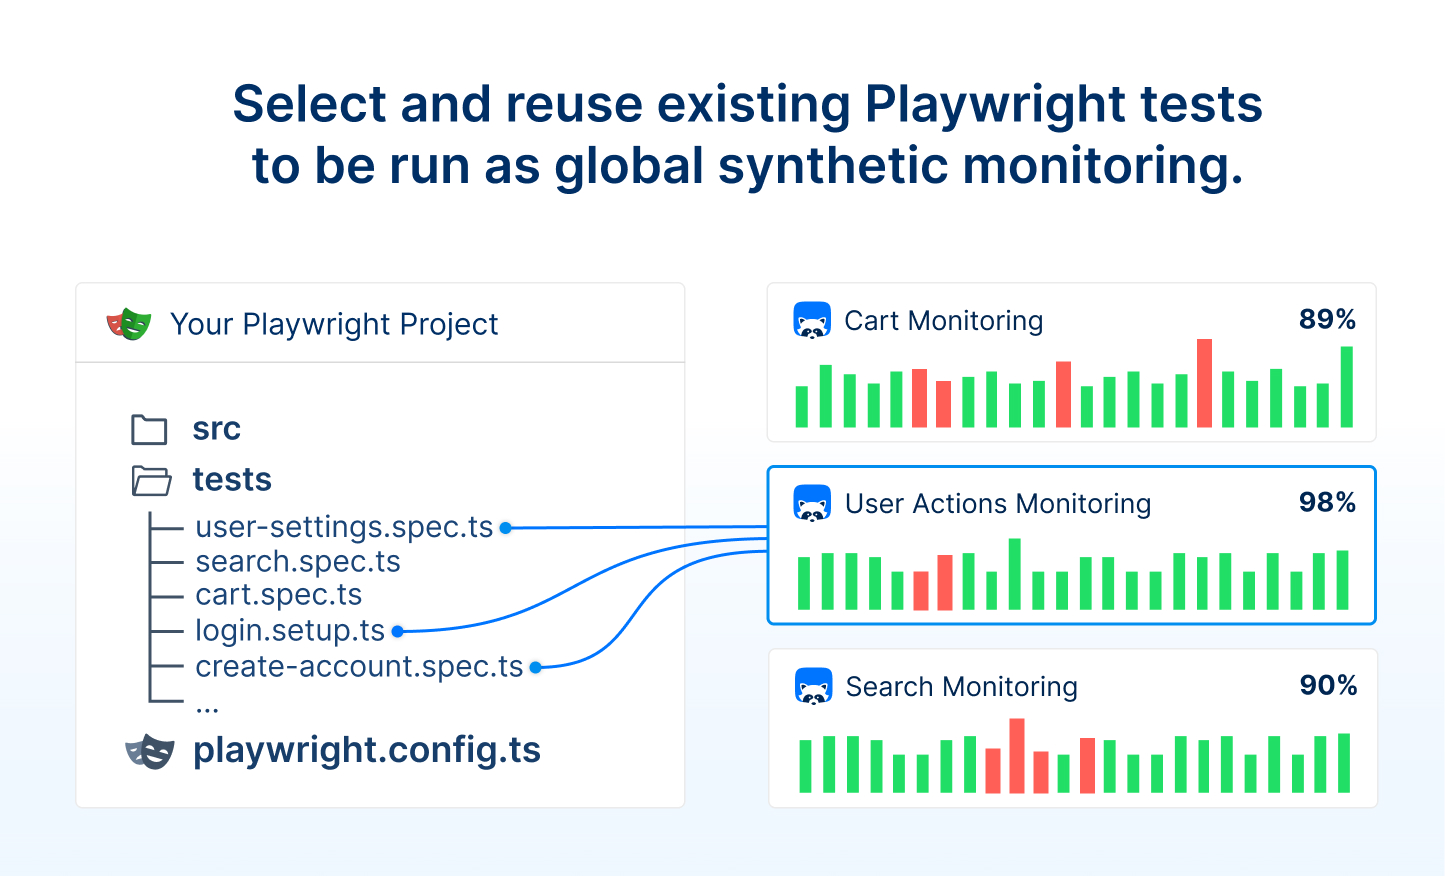 Select and reuse existing Playwright tests
to be run as global synthetic monitoring.
Your Playwright Project
src
tests
user-settings.spec.ts
search.spec.ts
cart.spec.ts
login.setup.ts
create-account.spec.ts
...
playwright.config.ts
Cart Monitoring 89%
User Actions Monitoring 98%
Search Monitoring 90%